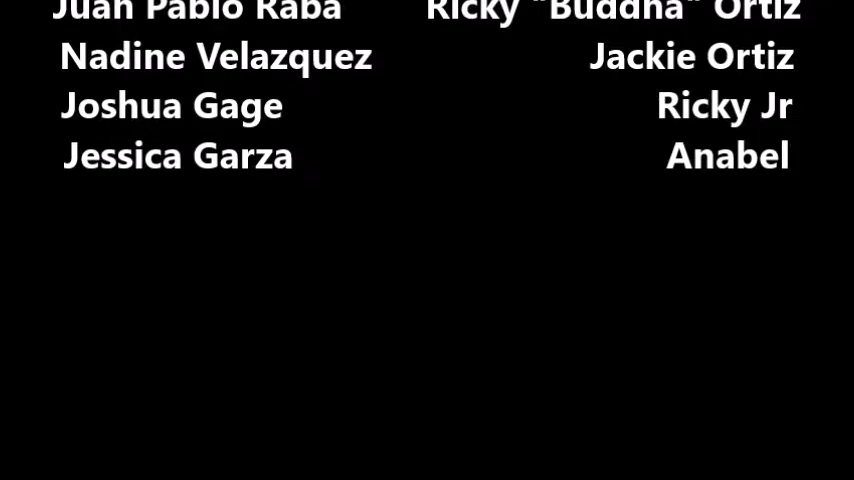 Juan Pablo Raba Ricky "Buddha" Ortiz
Nadine Velazquez Jackie Ortiz
Joshua Gage Ricky Jr
Jessica Garza Anabel